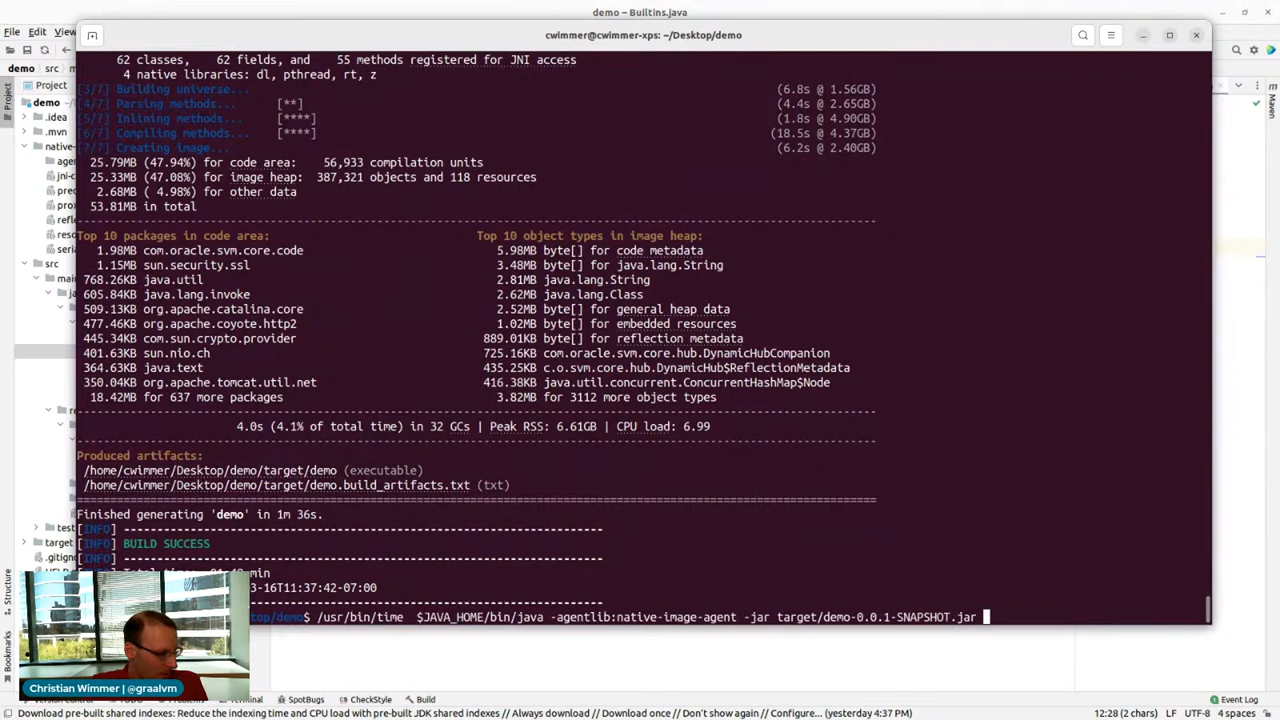 demo – BuiltIns.java
File Edit View
cwimmer@cwimmer-xps: ~/Desktop/demo
demo src
Project
demo
.idea
.mvn
native-
src
main
test
target
Structure
Bookmarks
Maven
62 classes, 62 fields, and 55 methods registered for JNI access
4 native libraries: dl, pthread, rt, z
[3/7] Building universe... (6.8s @ 1.56GB)
[4/7] Parsing methods... [**] (4.4s @ 2.65GB)
[5/7] Inlining methods... [****] (1.8s @ 4.90GB)
[6/7] Compiling methods... [****] (18.5s @ 4.37GB)
[7/7] Creating image... (6.2s @ 2.40GB)
25.79MB (47.94%) for code area: 56,933 compilation units
25.33MB (47.08%) for image heap: 387,321 objects and 118 resources
2.68MB ( 4.98%) for other data
53.81MB in total
Top 10 packages in code area: Top 10 object types in image heap:
1.98MB com.oracle.svm.core.code 5.98MB byte[] for code metadata
1.15MB sun.security.ssl 3.48MB byte[] for java.lang.String
768.26KB java.util 2.81MB java.lang.String
605.84KB java.lang.invoke 2.62MB java.lang.Class
509.13KB org.apache.catalina.core 2.52MB byte[] for general heap data
477.46KB org.apache.coyote.http2 1.02MB byte[] for embedded resources
445.34KB com.sun.crypto.provider 889.01KB byte[] for reflection metadata
401.63KB sun.nio.ch 725.16KB com.oracle.svm.core.hub.DynamicHubCompanion
364.63KB java.text 435.25KB c.o.svm.core.hub.DynamicHub$ReflectionMetadata
350.04KB org.apache.tomcat.util.net 416.38KB java.util.concurrent.ConcurrentHashMap$Node
18.42MB for 637 more packages 3.82MB for 3112 more object types
4.0s (4.1% of total time) in 32 GCs | Peak RSS: 6.61GB | CPU load: 6.99
Produced artifacts:
/home/cwimmer/Desktop/demo/target/demo (executable)
/home/cwimmer/Desktop/demo/target/demo.build_artifacts.txt (txt)
Finished generating 'demo' in 1m 36s.
[INFO] ------------------------------------------------------------------------
[INFO] BUILD SUCCESS
[INFO] ------------------------------------------------------------------------
min
3-16T11:37:42-07:00
top/demo$ /usr/bin/time $JAVA_HOME/bin/java -agentlib:native-image-agent -jar target/demo-0.0.1-SNAPSHOT.jar
Christian Wimmer | @graalvm
Terminal SpotBugs CheckStyle Build Event Log
Download pre-built shared indexes: Reduce the indexing time and CPU load with pre-built JDK shared indexes // Always download // Download once // Don't show again // Configure... (yesterday 4:37 PM) 12:28 (2 chars) LF UTF-8 4 spaces